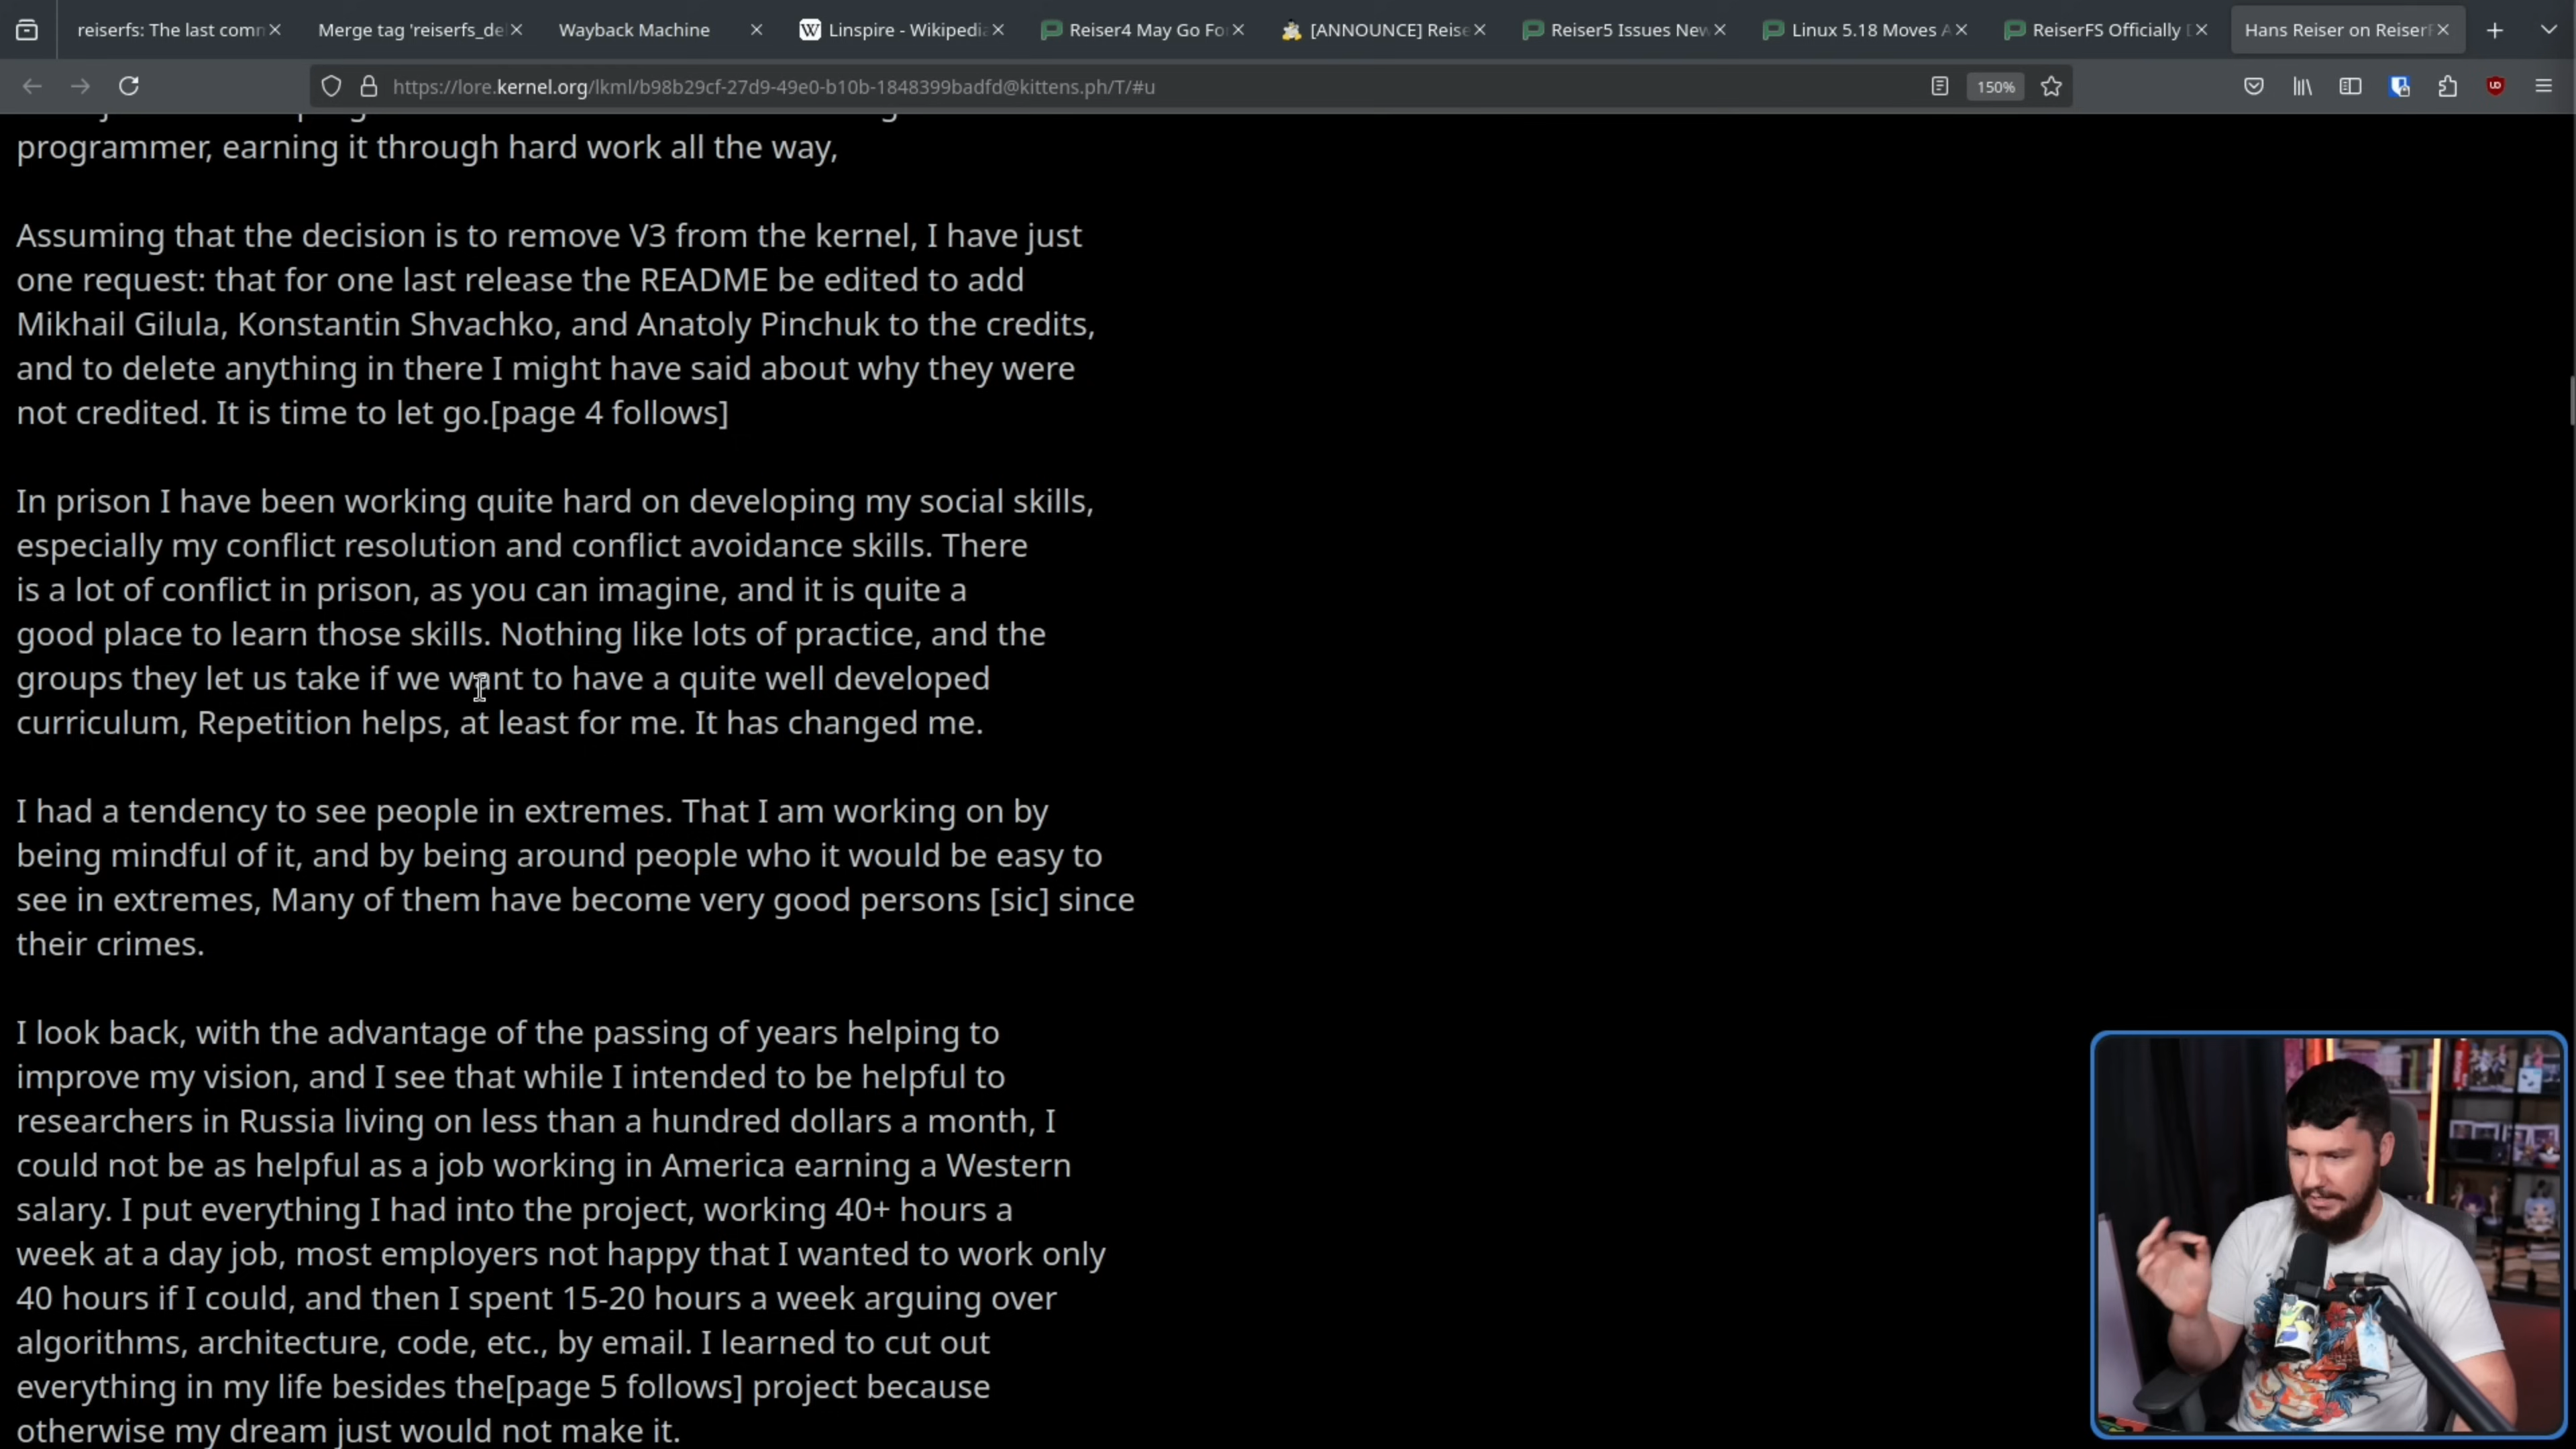 reiserfs: The last comm
Merge tag 'reiserfs_de
Wayback Machine
Linspire - Wikipedia
Reiser4 May Go Fo
[ANNOUNCE] Reise
Reiser5 Issues New
Linux 5.18 Moves A
ReiserFS Officially D
Hans Reiser on ReiserF
https://lore.kernel.org/lkml/b98b29cf-27d9-49e0-b10b-1848399badfd@kittens.ph/T/#u
150%
programmer, earning it through hard work all the way,
Assuming that the decision is to remove V3 from the kernel, I have just
one request: that for one last release the README be edited to add
Mikhail Gilula, Konstantin Shvachko, and Anatoly Pinchuk to the credits,
and to delete anything in there I might have said about why they were
not credited. It is time to let go.[page 4 follows]
In prison I have been working quite hard on developing my social skills,
especially my conflict resolution and conflict avoidance skills. There
is a lot of conflict in prison, as you can imagine, and it is quite a
good place to learn those skills. Nothing like lots of practice, and the
groups they let us take if we want to have a quite well developed
curriculum, Repetition helps, at least for me. It has changed me.
I had a tendency to see people in extremes. That I am working on by
being mindful of it, and by being around people who it would be easy to
see in extremes, Many of them have become very good persons [sic] since
their crimes.
I look back, with the advantage of the passing of years helping to
improve my vision, and I see that while I intended to be helpful to
researchers in Russia living on less than a hundred dollars a month, I
could not be as helpful as a job working in America earning a Western
salary. I put everything I had into the project, working 40+ hours a
week at a day job, most employers not happy that I wanted to work only
40 hours if I could, and then I spent 15-20 hours a week arguing over
algorithms, architecture, code, etc., by email. I learned to cut out
everything in my life besides the[page 5 follows] project because
otherwise my dream just would not make it.